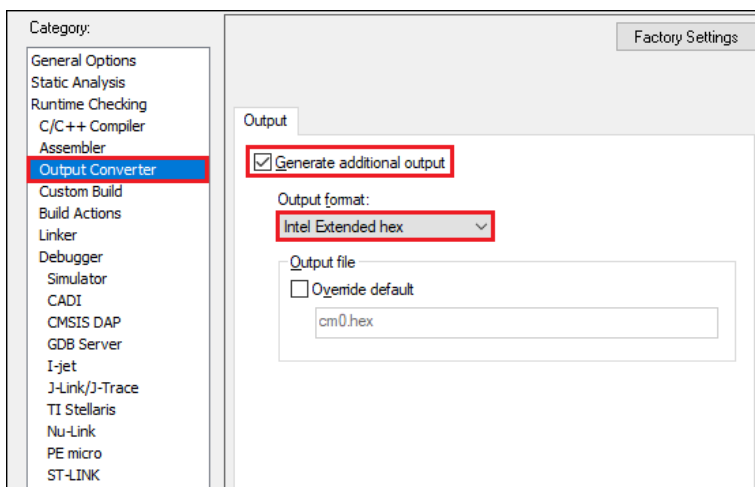 Category:
Factory Settings
General Options
Static Analysis
Runtime Checking
C/C++ Compiler
Assembler
Output Converter
Custom Build
Build Actions
Linker
Debugger
Simulator
CADI
CMSIS DAP
GDB Server
I-jet
J-Link/J-Trace
TI Stellaris
Nu-Link
PE micro
ST-LINK
Output
Generate additional output
Output format:
Intel Extended hex
Output file
Override default
cm0.hex